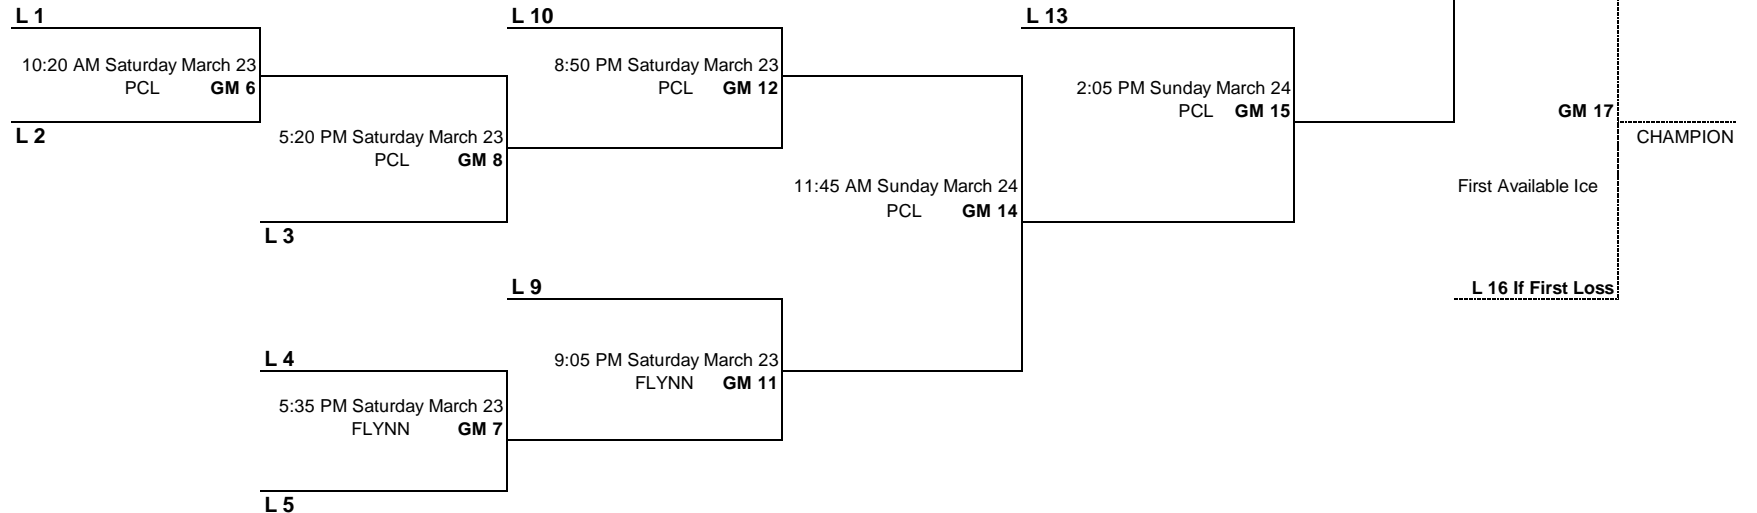 L 1
L 10
L 13
10:20 AM Saturday March 23
PCL GM 6
8:50 PM Saturday March 23
PCL GM 12
2:05 PM Sunday March 24
PCL GM 15
GM 17
L 2
5:20 PM Saturday March 23
PCL GM 8
CHAMPION
11:45 AM Sunday March 24
PCL GM 14
First Available Ice
L 3
L 9
L 16 If First Loss
L 4
9:05 PM Saturday March 23
FLYNN GM 11
5:35 PM Saturday March 23
FLYNN GM 7
L 5